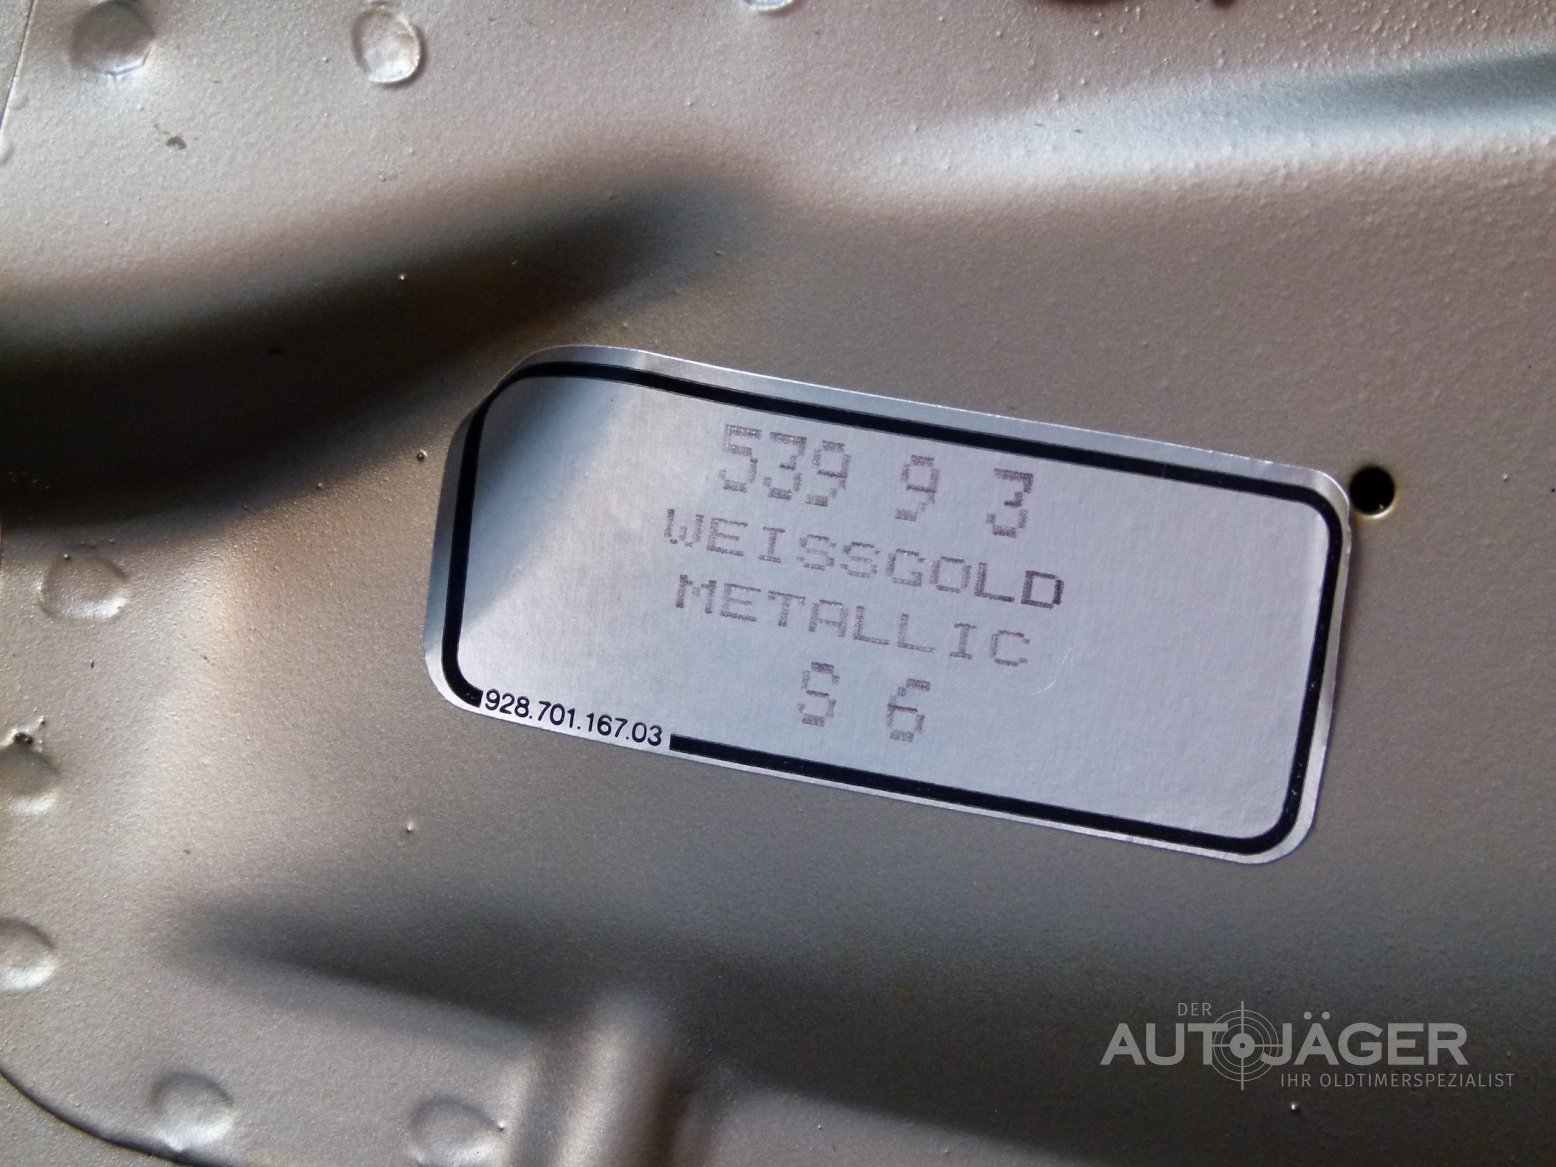 539 9 3
WEISSGOLD
METALLIC
S 6
928.701.167.03
DER
AUTOJÄGER
IHR OLDTIMERSPEZIALIST